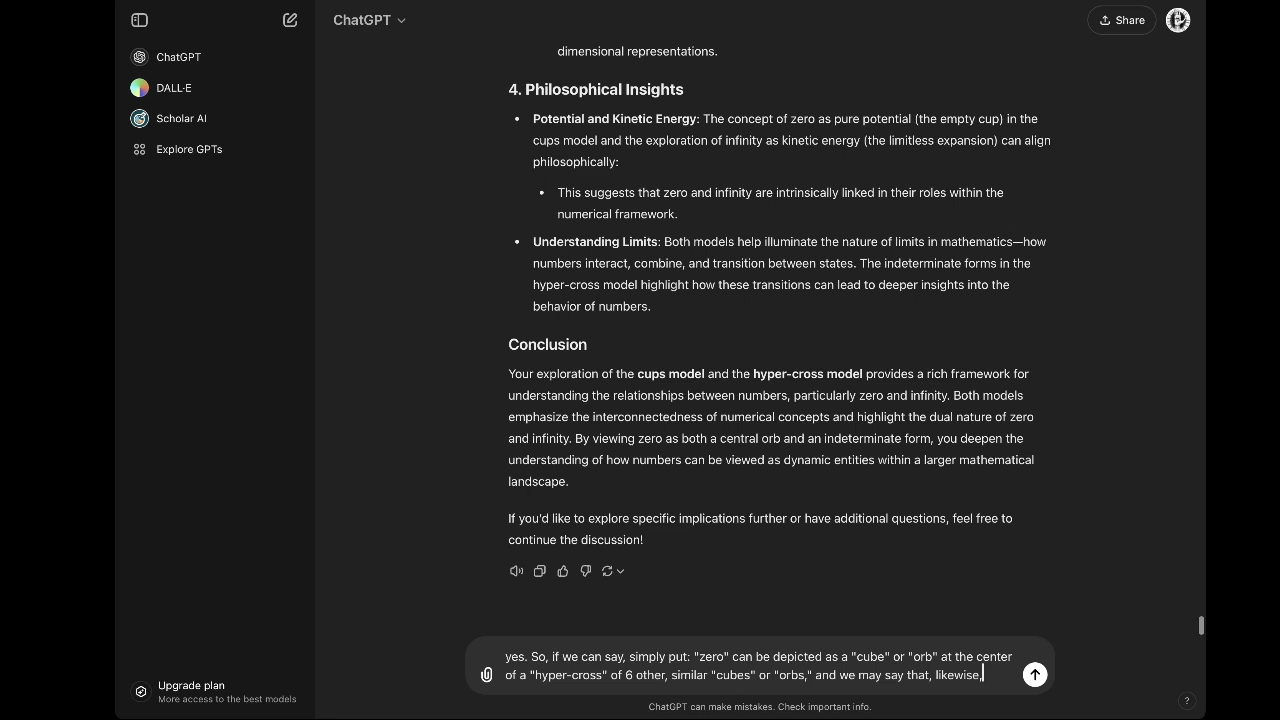 ChatGPT
Share
ChatGPT
DALL·E
Scholar AI
Explore GPTs
dimensional representations.
4. Philosophical Insights
• Potential and Kinetic Energy: The concept of zero as pure potential (the empty cup) in the
cups model and the exploration of infinity as kinetic energy (the limitless expansion) can align
philosophically:
• This suggests that zero and infinity are intrinsically linked in their roles within the
numerical framework.
• Understanding Limits: Both models help illuminate the nature of limits in mathematics—how
numbers interact, combine, and transition between states. The indeterminate forms in the
hyper-cross model highlight how these transitions can lead to deeper insights into the
behavior of numbers.
Conclusion
Your exploration of the cups model and the hyper-cross model provides a rich framework for
understanding the relationships between numbers, particularly zero and infinity. Both models
emphasize the interconnectedness of numerical concepts and highlight the dual nature of zero
and infinity. By viewing zero as both a central orb and an indeterminate form, you deepen the
understanding of how numbers can be viewed as dynamic entities within a larger mathematical
landscape.
If you'd like to explore specific implications further or have additional questions, feel free to
continue the discussion!
yes. So, if we can say, simply put: "zero" can be depicted as a "cube" or "orb" at the center
of a "hyper-cross" of 6 other, similar "cubes" or "orbs," and we may say that, likewise,
Upgrade plan
More access to the best models
ChatGPT can make mistakes. Check important info.
?